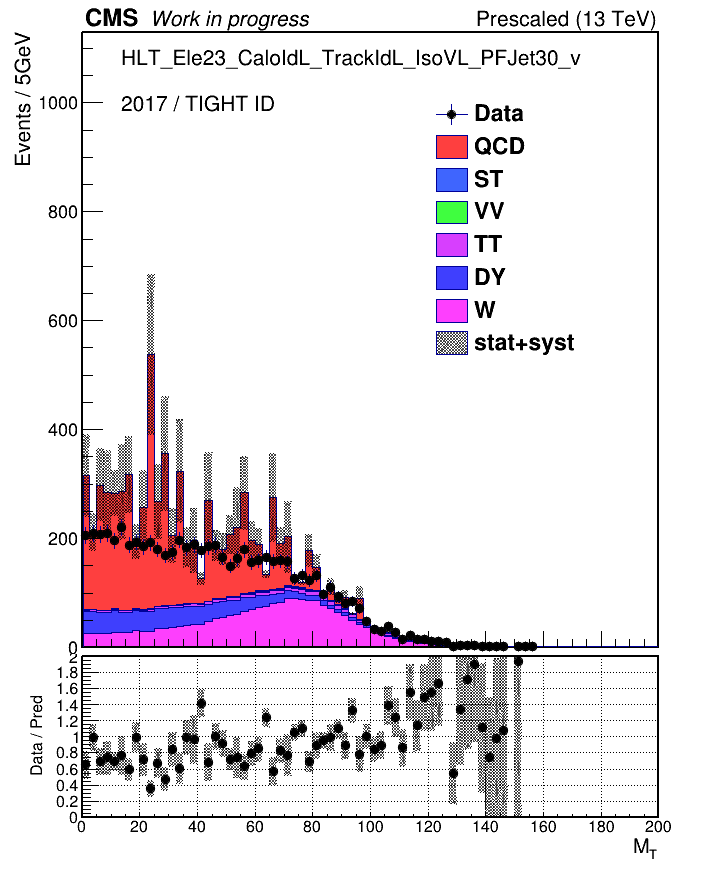 CMS Work in progress Prescaled (13 TeV)
Events / 5GeV
HLT_Ele23_CaloIdL_TrackIdL_IsoVL_PFJet30_v
2017 / TIGHT ID
1000
800
600
400
200
0
Data
QCD
ST
VV
TT
DY
W
stat+syst
Data / Pred
2
1.8
1.6
1.4
1.2
1
0.8
0.6
0.4
0.2
0
0 20 40 60 80 100 120 140 160 180 200
M_T